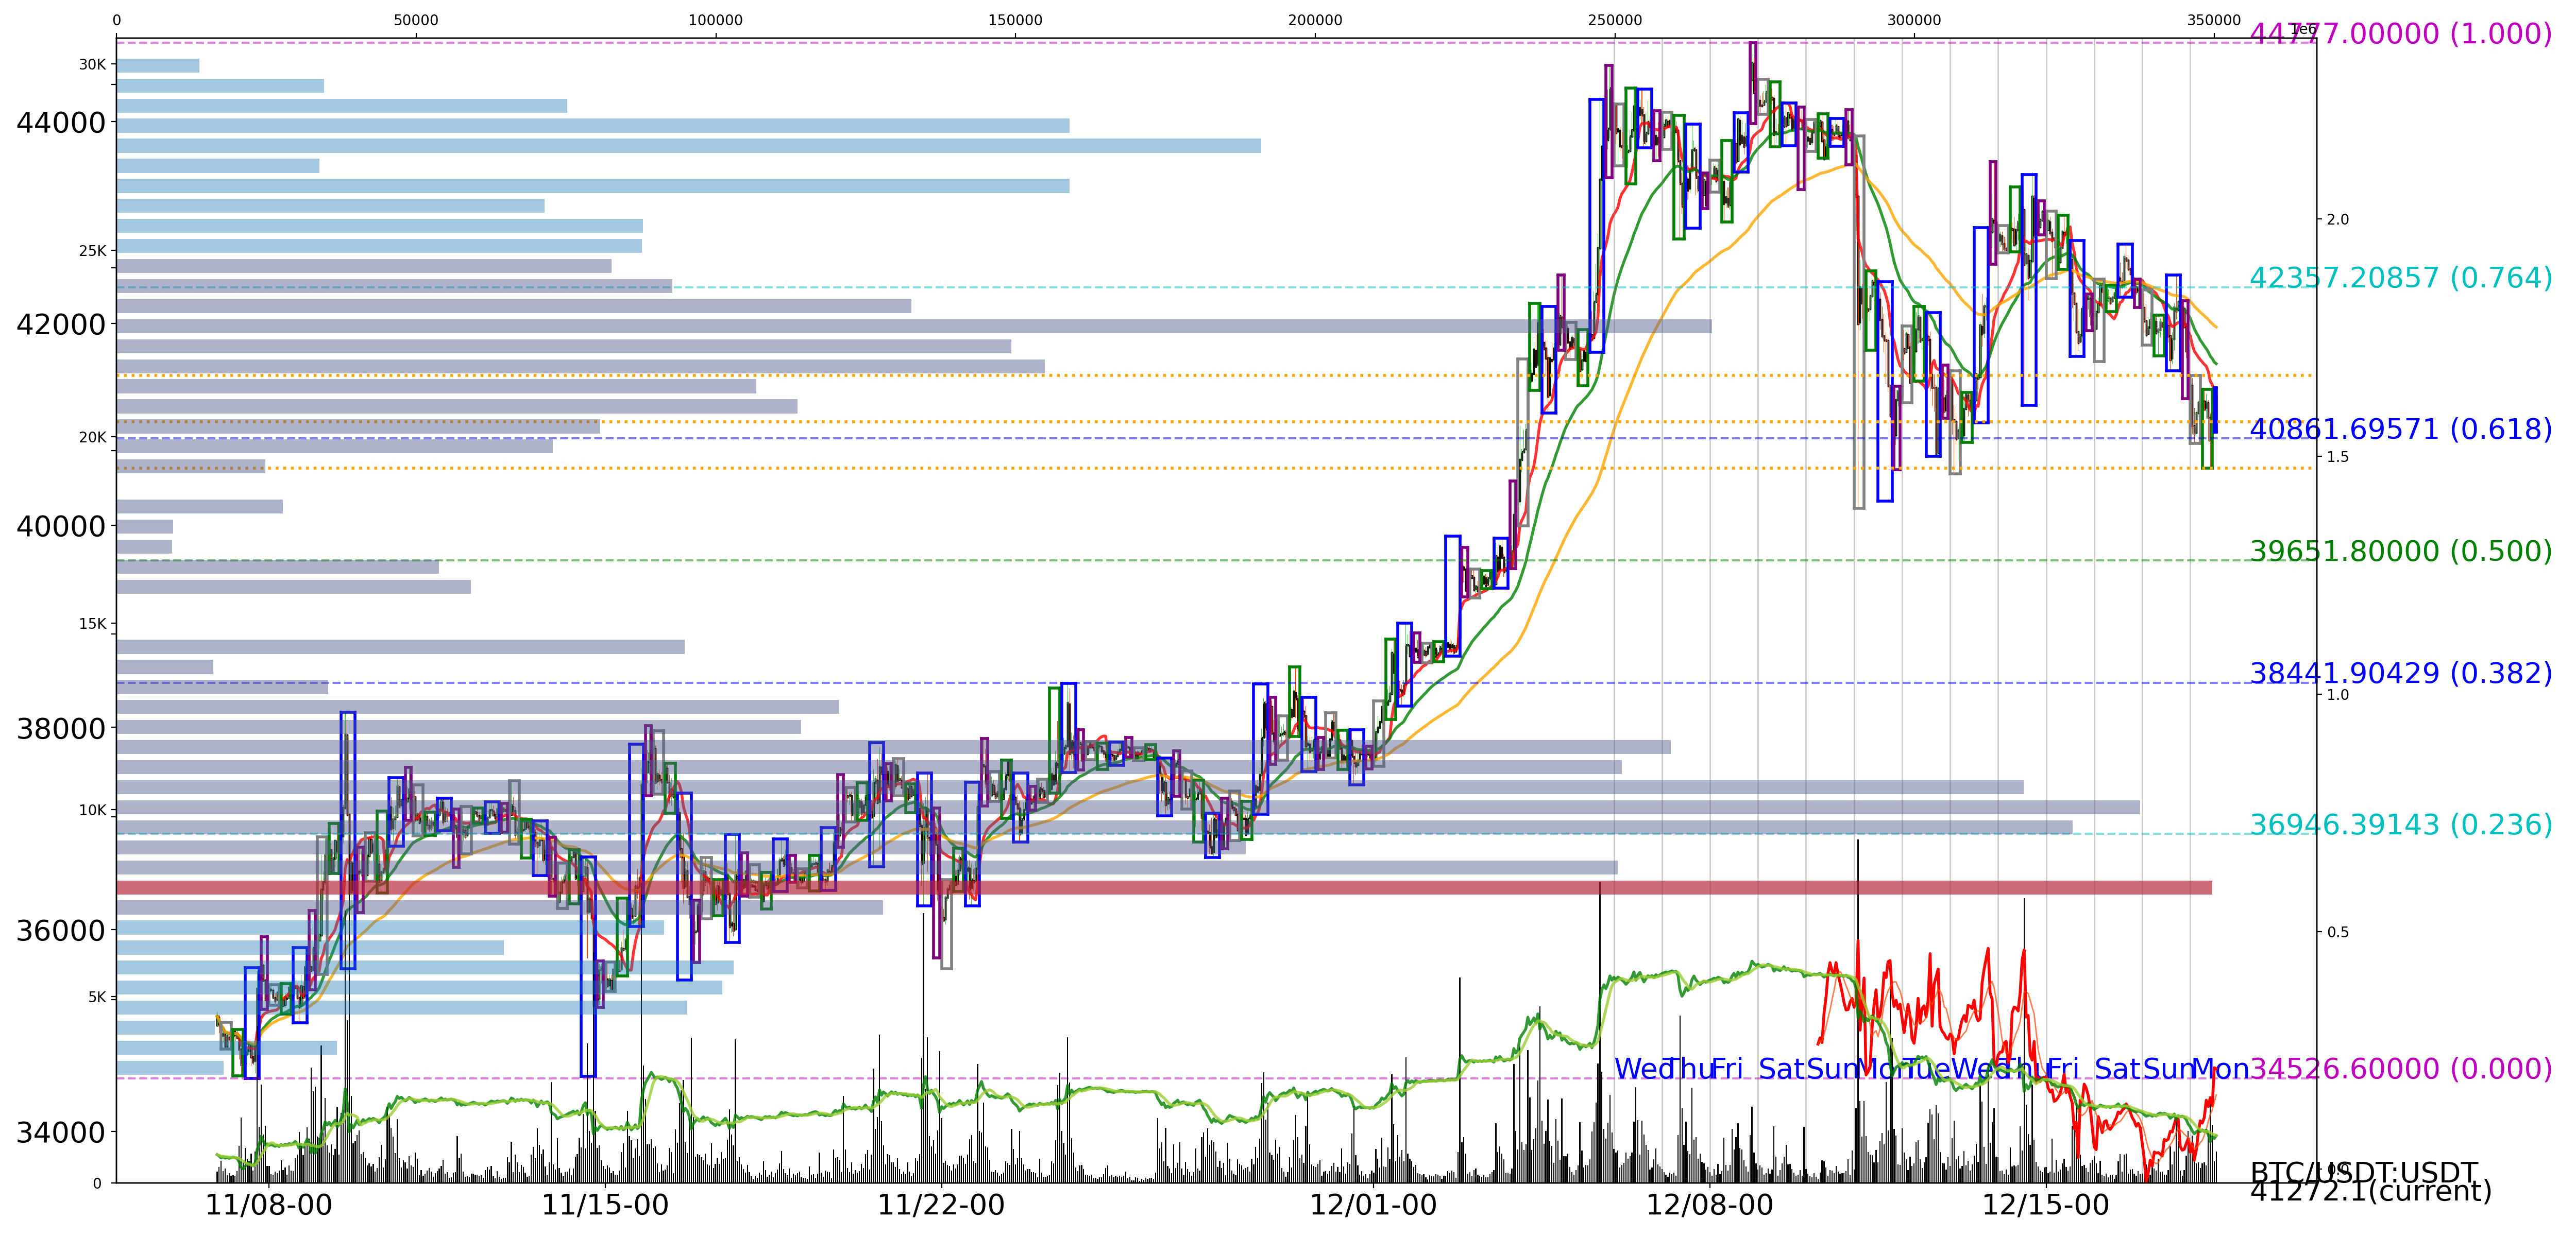 0 50000 100000 150000 200000 250000 300000 350000
1e6
44777.00000 (1.000)
30K
44000
2.0
25K
42357.20857 (0.764)
42000
20K
40861.69571 (0.618)
1.5
40000
39651.80000 (0.500)
15K
38441.90429 (0.382)
1.0
38000
10K
36946.39143 (0.236)
36000
0.5
5K
Wed Thu Fri Sat Sun Mon Tue Wed Thu Fri Sat Sun Mon
34526.60000 (0.000)
34000
0.0
BTC/USDT:USDT
0
41272.1(current)
11/08-00 11/15-00 11/22-00 12/01-00 12/08-00 12/15-00